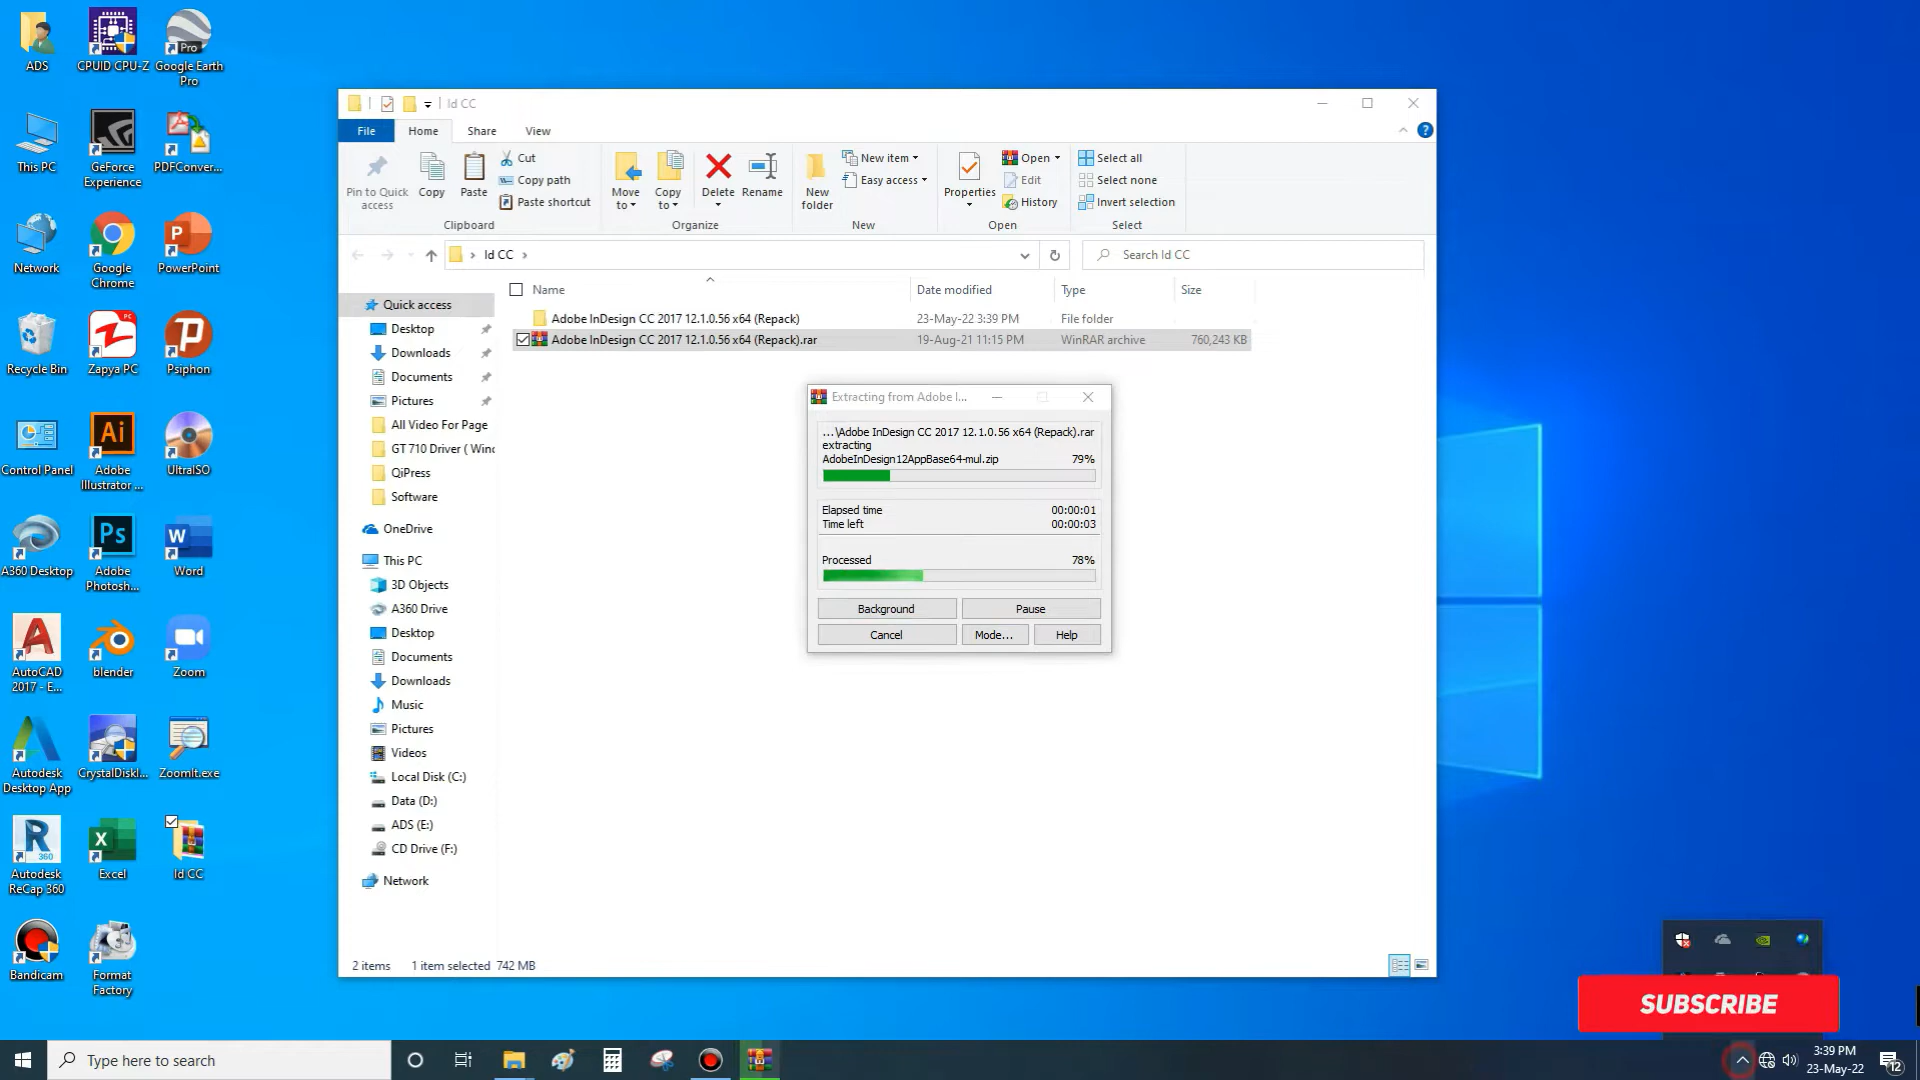 ADS
CPUID CPU-Z
Google Earth
Pro
Pro
This PC
GeForce
Experience
PDFConver...
Network
Google
Chrome
PowerPoint
Recycle Bin
Zapya PC
Psiphon
Control Panel
Adobe
Illustrator ...
UltraISO
A360 Desktop
Adobe
Photosh...
Word
AutoCAD
2017 - E...
blender
Zoom
Autodesk
Desktop App
CrystalDiskI...
ZoomIt.exe
Autodesk
ReCap 360
Excel
Id CC
Bandicam
Format
Factory
Id CC
File
Home
Share
View
Pin to Quick
access
Copy
Paste
Cut
Copy path
Paste shortcut
Clipboard
Move
to
Copy
to
Delete
Rename
Organize
New
folder
New item
Easy access
New
Properties
Open
Edit
History
Open
Select all
Select none
Invert selection
Select
Id CC
Search Id CC
Name
Date modified
Type
Size
Adobe InDesign CC 2017 12.1.0.56 x64 (Repack)
23-May-22 3:39 PM
File folder
Adobe InDesign CC 2017 12.1.0.56 x64 (Repack).rar
19-Aug-21 11:15 PM
WinRAR archive
760,243 KB
Quick access
Desktop
Downloads
Documents
Pictures
All Video For Page
GT 710 Driver ( Winc
QiPress
Software
OneDrive
This PC
3D Objects
A360 Drive
Desktop
Documents
Downloads
Music
Pictures
Videos
Local Disk (C:)
Data (D:)
ADS (E:)
CD Drive (F:)
Network
Extracting from Adobe I...
...\Adobe InDesign CC 2017 12.1.0.56 x64 (Repack).rar
extracting
AdobeInDesign12AppBase64-mul.zip 79%
Elapsed time 00:00:01
Time left 00:00:03
Processed 78%
Background
Pause
Cancel
Mode...
Help
2 items
1 item selected 742 MB
SUBSCRIBE
Type here to search
3:39 PM
23-May-22
12